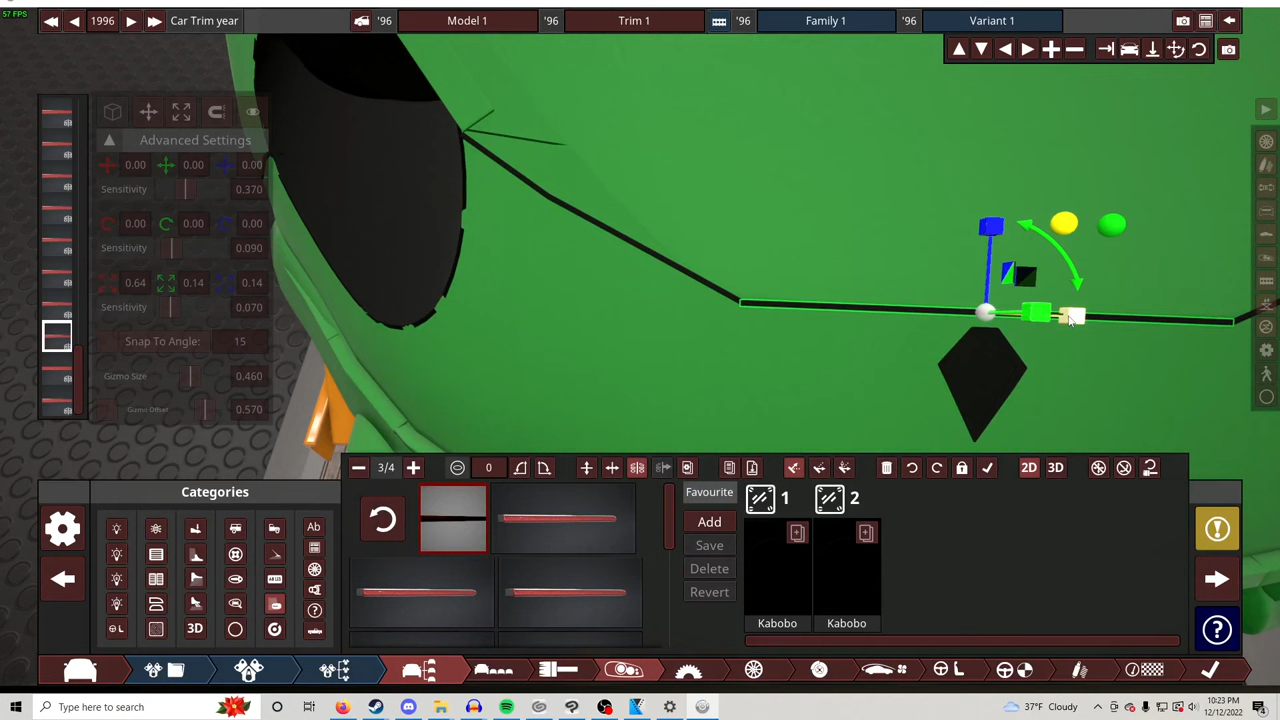 57 FPS
1996 Car Trim year '96 Model 1 '96 Trim 1 '96 Family 1 '96 Variant 1
Advanced Settings
0.00 0.00 0.00
Sensitivity 0.370
0.00 0.00 0.00
Sensitivity 0.090
0.64 0.14 0.14
Sensitivity 0.070
Snap To Angle: 15
Gizmo Size 0.460
Gizmo Offset 0.570
3/4 0 2D 3D
Categories
Ab
3D
Favourite
Add
Save
Delete
Revert
1 2
Kabobo Kabobo
Type here to search
37°F Cloudy
10:23 PM
12/12/2022
4